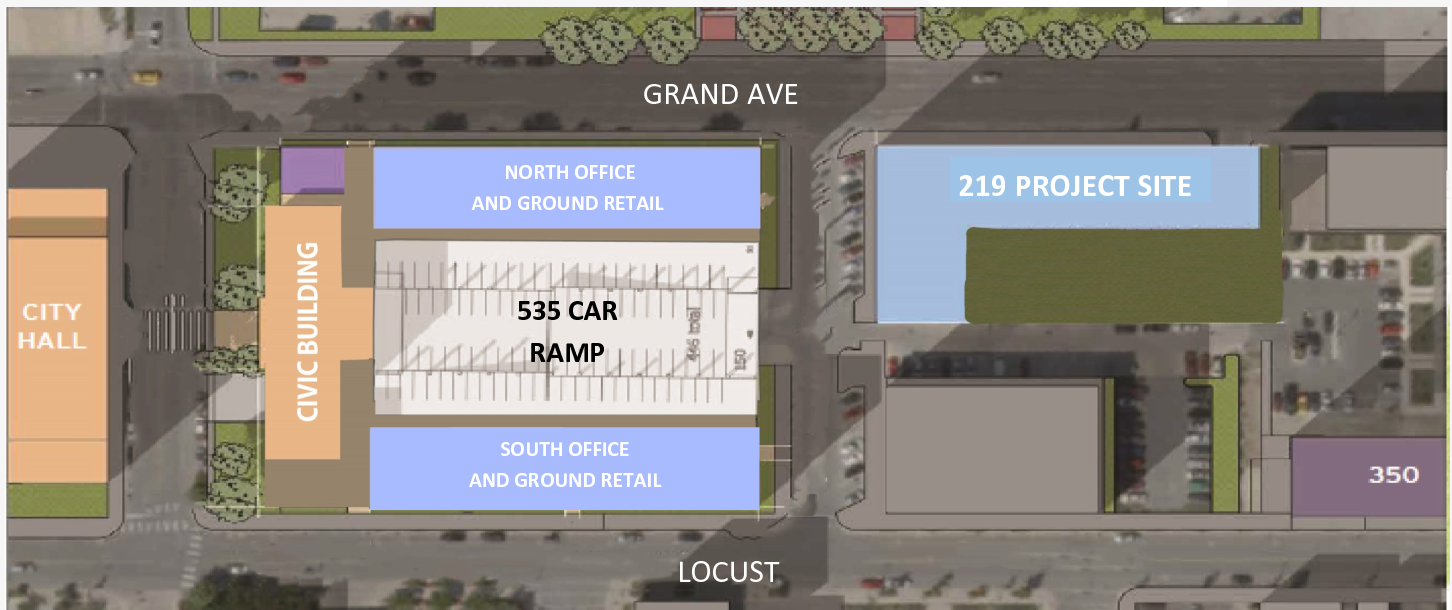 GRAND AVE
NORTH OFFICE
AND GROUND RETAIL
219 PROJECT SITE
CIVIC BUILDING
CITY
HALL
535 CAR
RAMP
150
SOUTH OFFICE
AND GROUND RETAIL
350
LOCUST